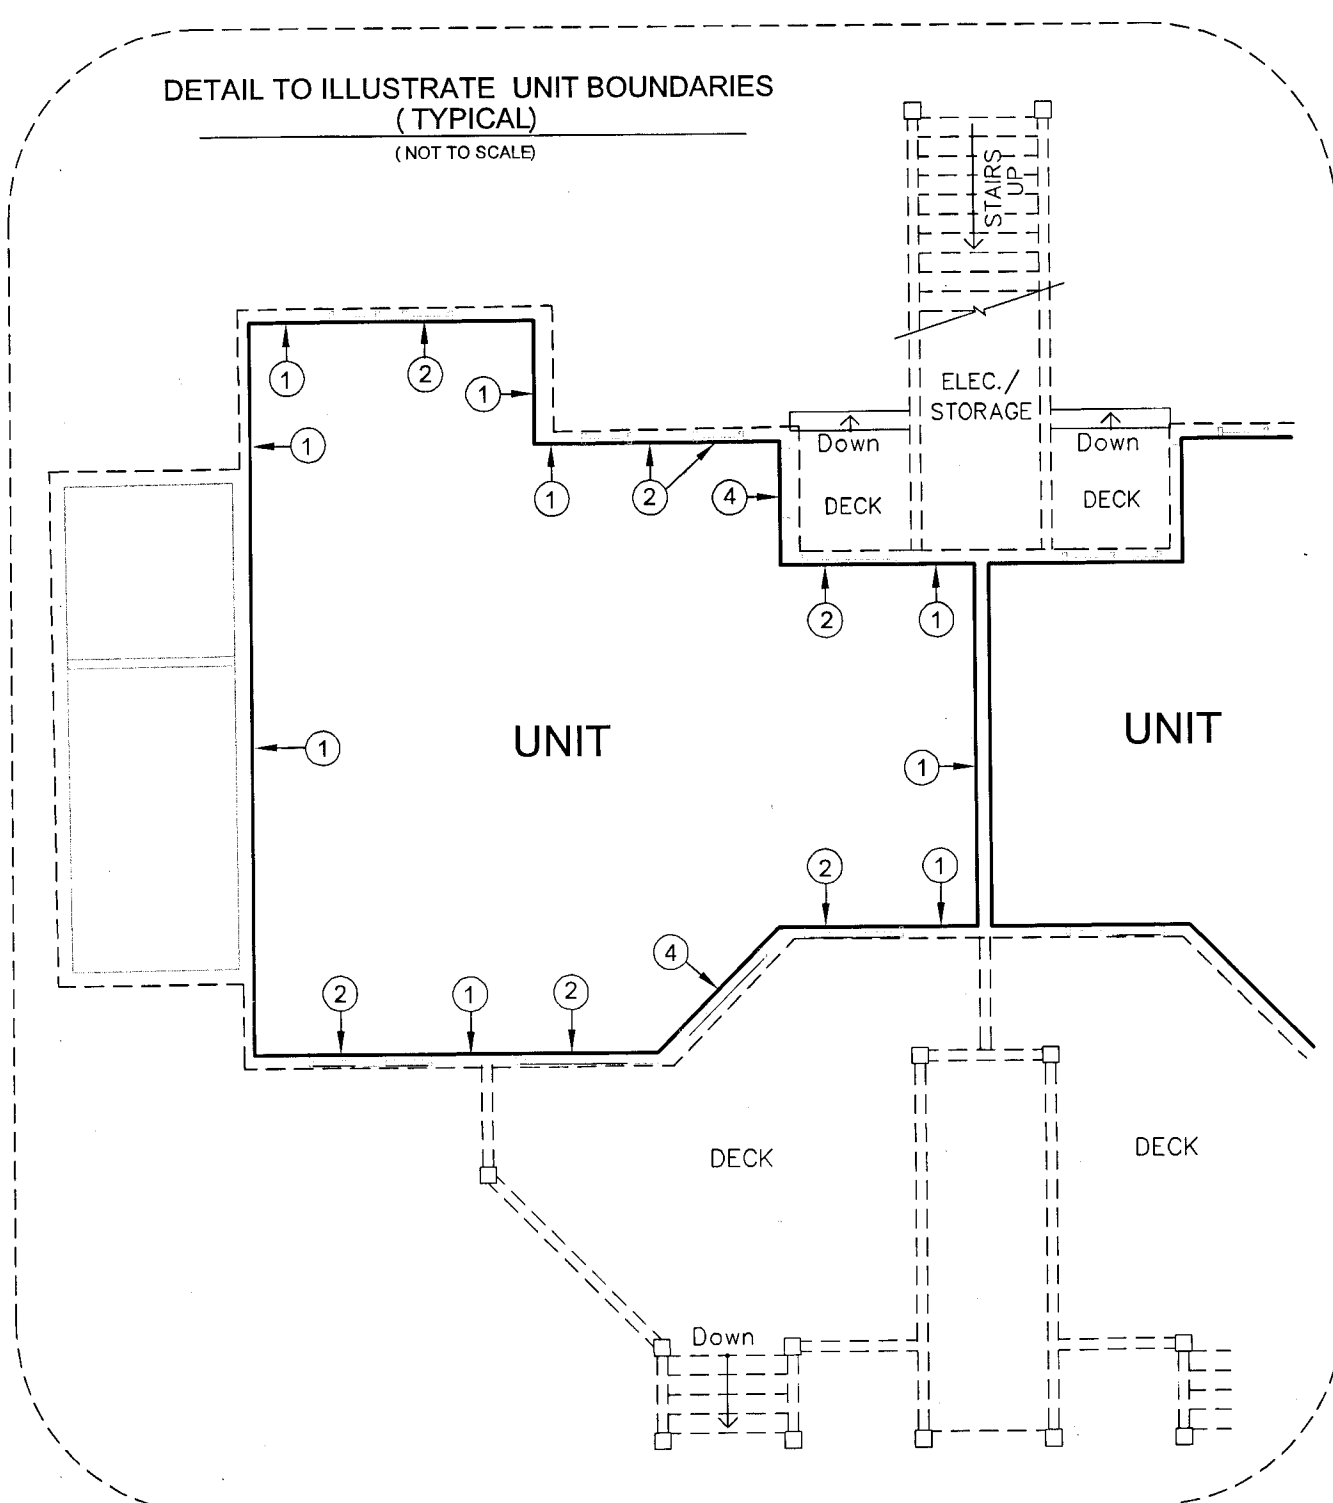 DETAIL TO ILLUSTRATE UNIT BOUNDARIES
( TYPICAL)
( NOT TO SCALE)
STAIRS
UP
1
2
1
ELEC./
STORAGE
Down
Down
1
1
2
4
DECK
DECK
2
1
UNIT
UNIT
1
1
2
1
4
2
1
2
DECK
DECK
Down